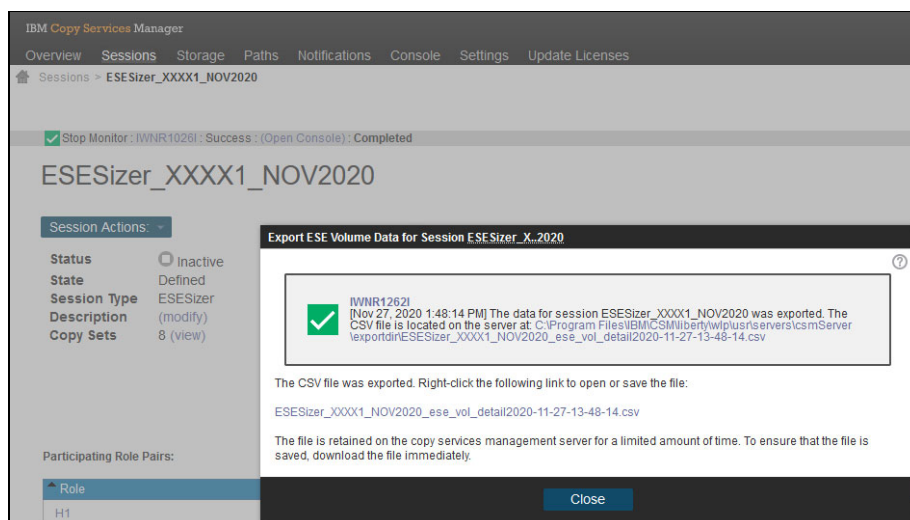 IBM Copy Services Manager
Overview Sessions Storage Paths Notifications Console Settings Update Licenses
Sessions > ESESizer_XXXX1_NOV2020
Stop Monitor : IWNR1026I : Success : (Open Console) : Completed
ESESizer_XXXX1_NOV2020
Session Actions:
Status Inactive
State Defined
Session Type ESESizer
Description (modify)
Copy Sets 8 (view)
Participating Role Pairs:
Role
H1
Export ESE Volume Data for Session ESESizer_X..2020
?
IWNR1262I
[Nov 27, 2020 1:48:14 PM] The data for session ESESizer_XXXX1_NOV2020 was exported. The
CSV file is located on the server at: C:\Program Files\IBM\CSM\liberty\wlp\usr\servers\csmServer
\exportdir\ESESizer_XXXX1_NOV2020_ese_vol_detail2020-11-27-13-48-14.csv
The CSV file was exported. Right-click the following link to open or save the file:
ESESizer_XXXX1_NOV2020_ese_vol_detail2020-11-27-13-48-14.csv
The file is retained on the copy services management server for a limited amount of time. To ensure that the file is
saved, download the file immediately.
Close